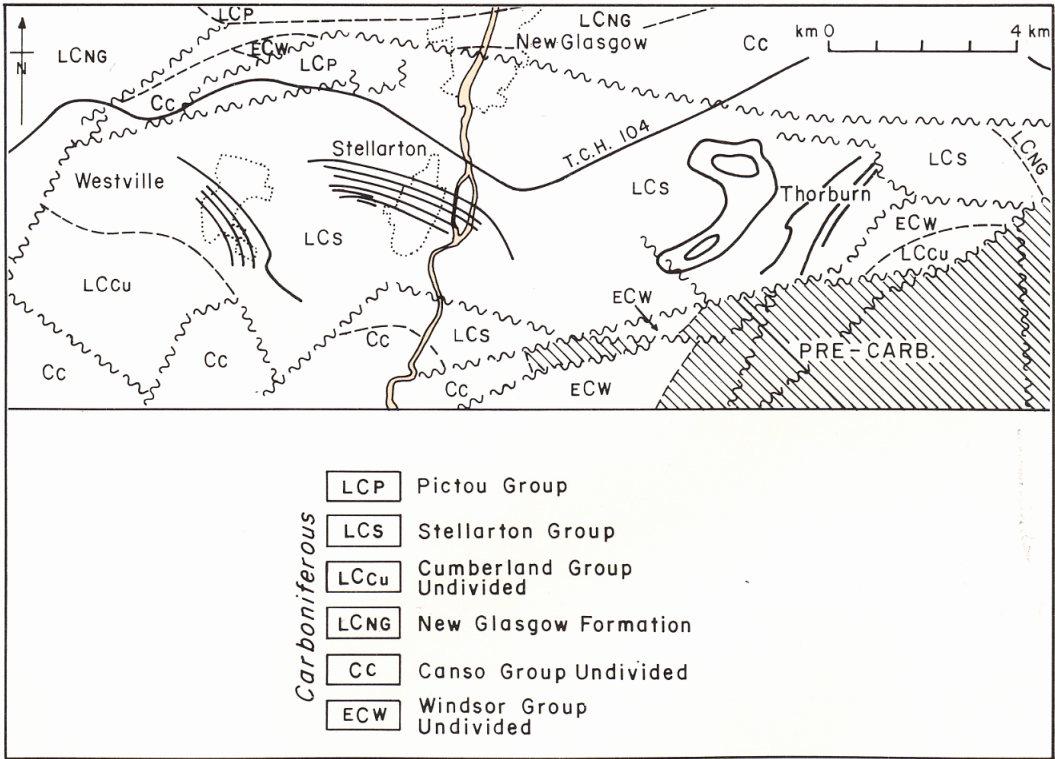 LCP
LCNG
km 0
4 km
N
LCNG
ECW
New Glasgow
Cc
LCP
Cc
T.C.H. 104
LCNG
Stellarton
LCS
Westville
LCS
Thorburn
LCS
ECW
LCCu
LCCu
ECW
Cc
LCS
PRE-CARB.
Cc
Cc
Cc
ECW
Carboniferous
LCP Pictou Group
LCS Stellarton Group
LCCu Cumberland Group
Undivided
LCNG New Glasgow Formation
CC Canso Group Undivided
ECW Windsor Group
Undivided